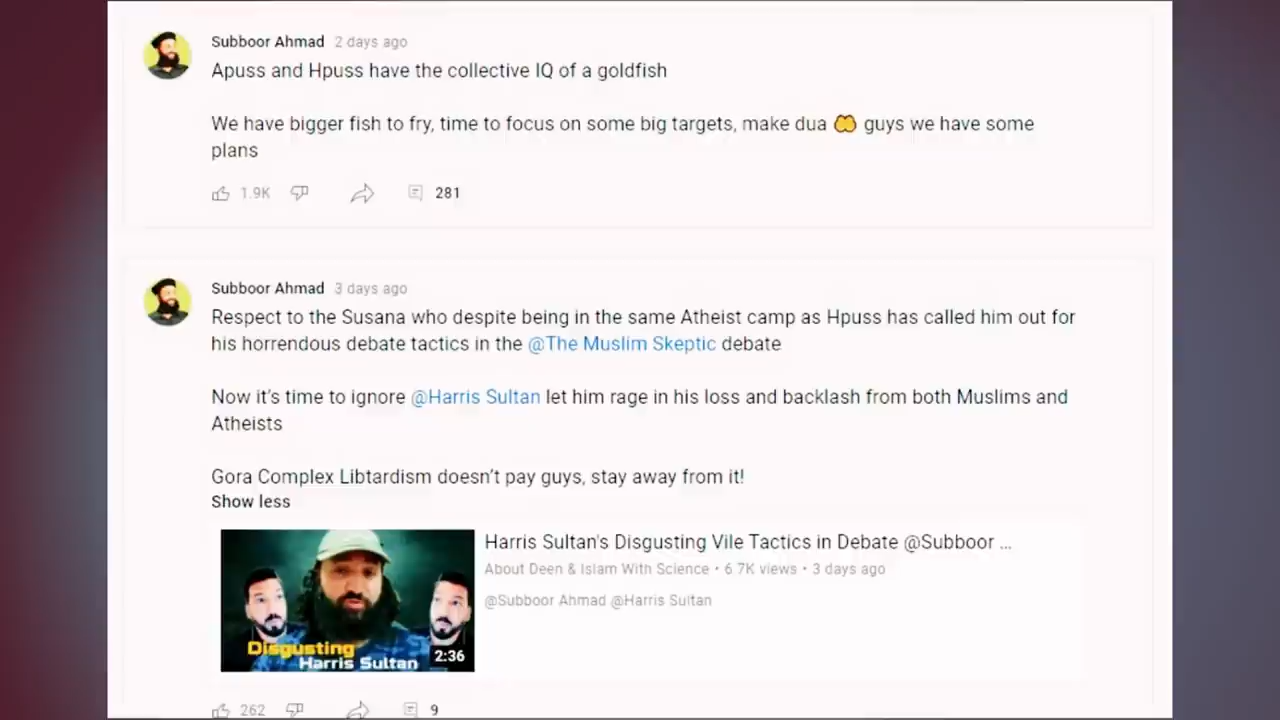 Subboor Ahmad 2 days ago
Apuss and Hpuss have the collective IQ of a goldfish
We have bigger fish to fry, time to focus on some big targets, make dua 🤲 guys we have some
plans
1.9K 281
Subboor Ahmad 3 days ago
Respect to the Susana who despite being in the same Atheist camp as Hpuss has called him out for
his horrendous debate tactics in the @The Muslim Skeptic debate
Now it's time to ignore @Harris Sultan let him rage in his loss and backlash from both Muslims and
Atheists
Gora Complex Libtardism doesn't pay guys, stay away from it!
Show less
Harris Sultan's Disgusting Vile Tactics in Debate @Subboor ...
About Deen & Islam With Science • 6.7K views • 3 days ago
@Subboor Ahmad @Harris Sultan
Disgusting
Harris Sultan
2:36
262 9